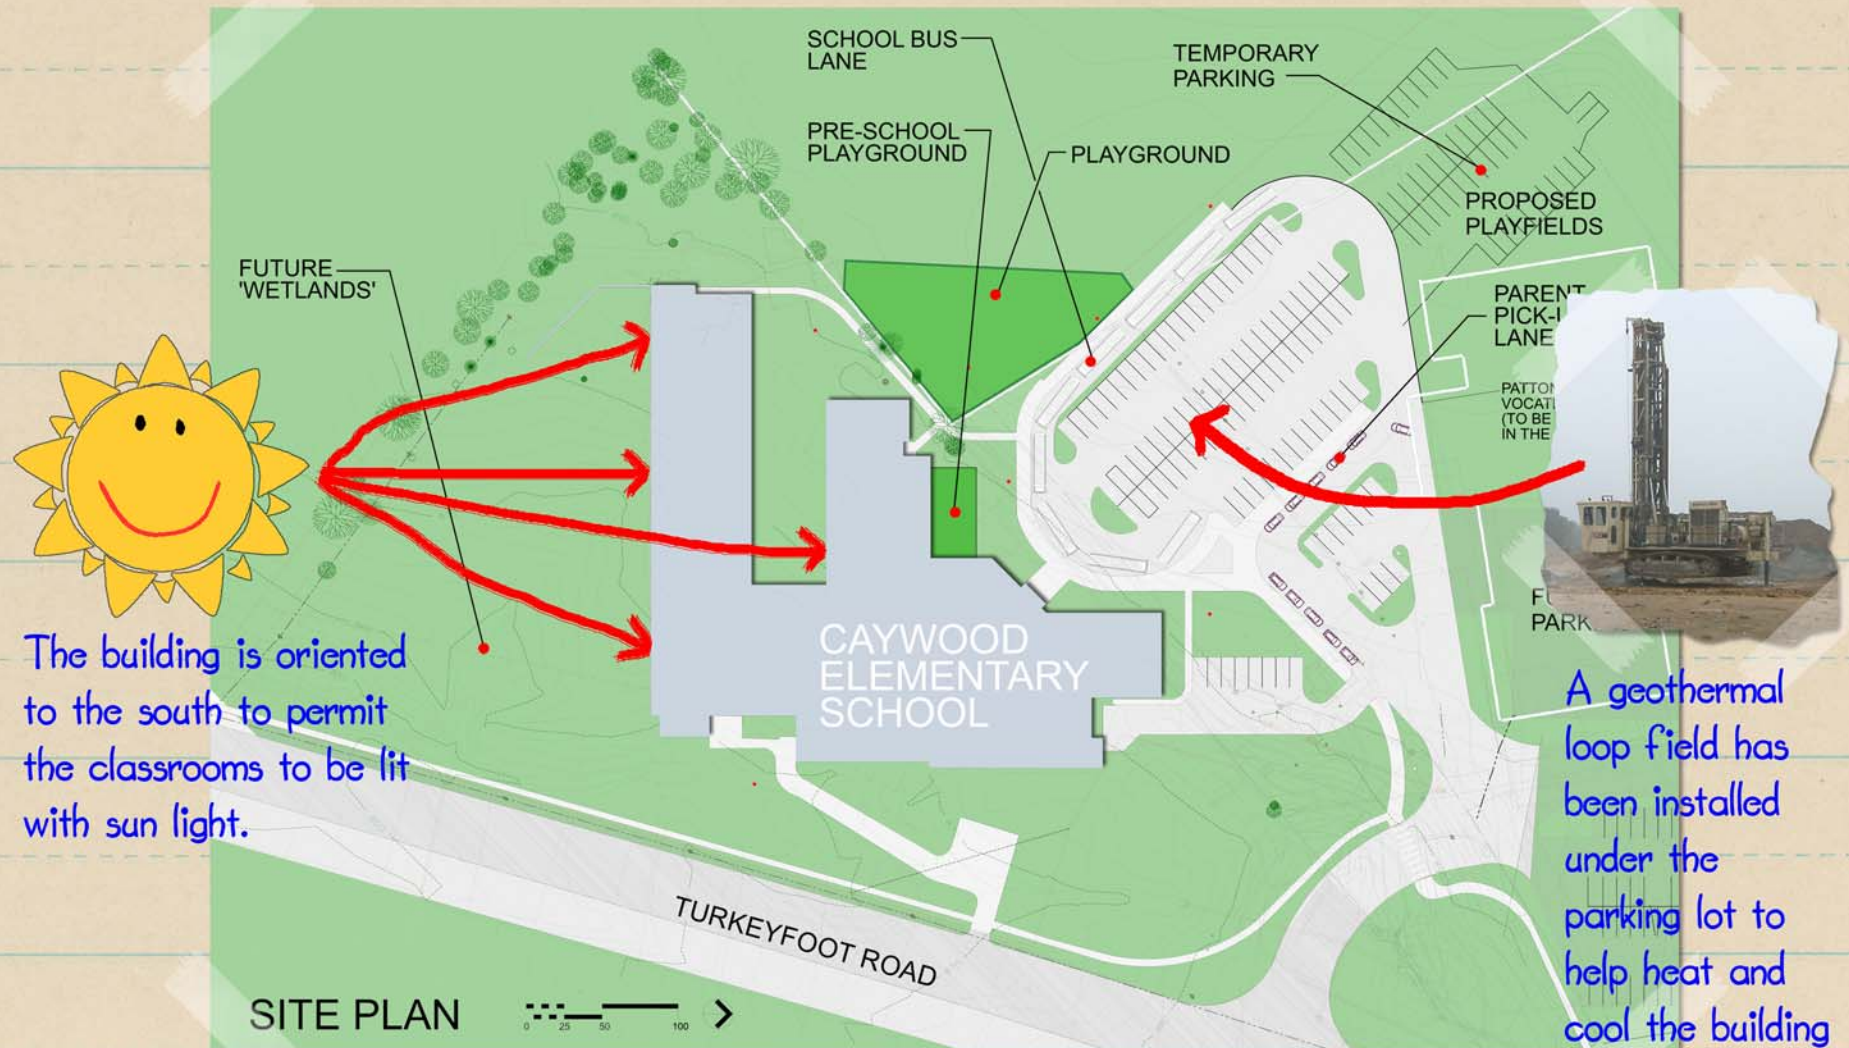 SCHOOL BUS
LANE
TEMPORARY
PARKING
PRE-SCHOOL
PLAYGROUND
PLAYGROUND
PROPOSED
PLAYFIELDS
FUTURE
'WETLANDS'
PARENT
LANE
IN THE
CAYWOOD
ELEMENTARY
SCHOOL
The building is oriented
to the south to permit
the classrooms to be lit
with sun light.
A geothermal
loop field has
been installed
under the
parking lot to
help heat and
cool the building
TURKEYFOOT ROAD
SITE PLAN
0 25 50 100